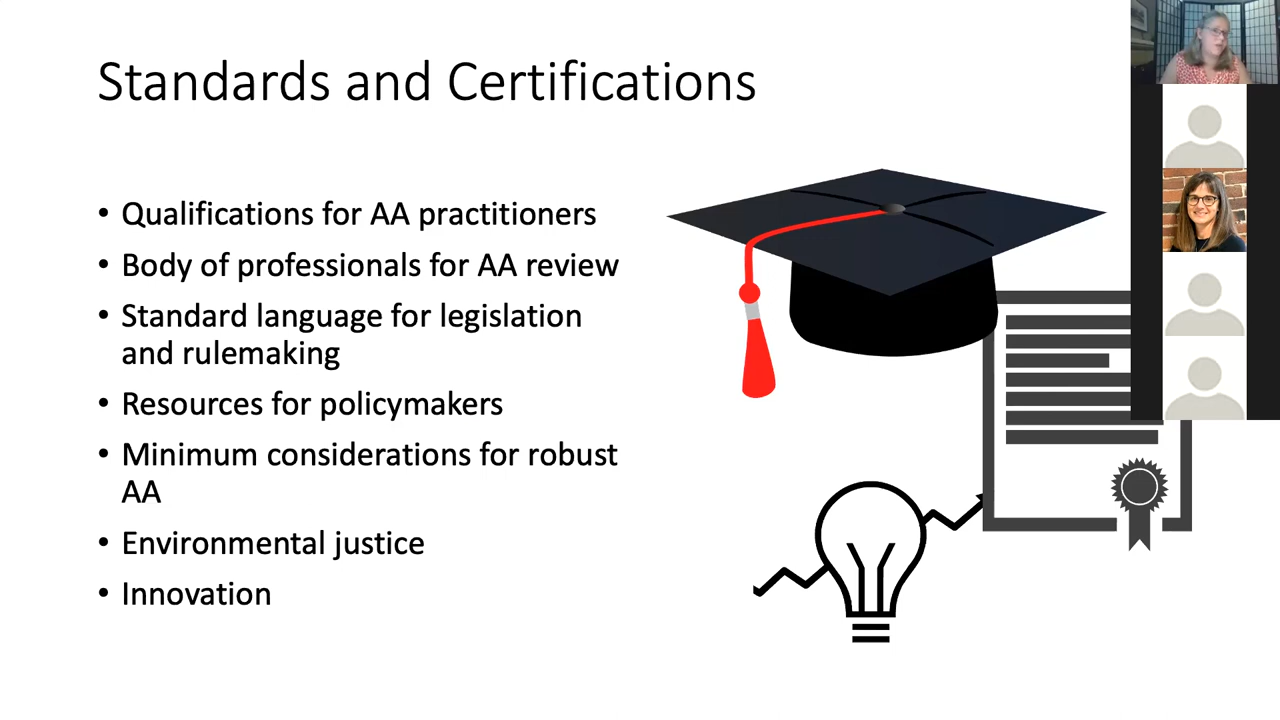 Standards and Certifications
• Qualifications for AA practitioners
• Body of professionals for AA review
• Standard language for legislation
and rulemaking
• Resources for policymakers
• Minimum considerations for robust
AA
• Environmental justice
• Innovation